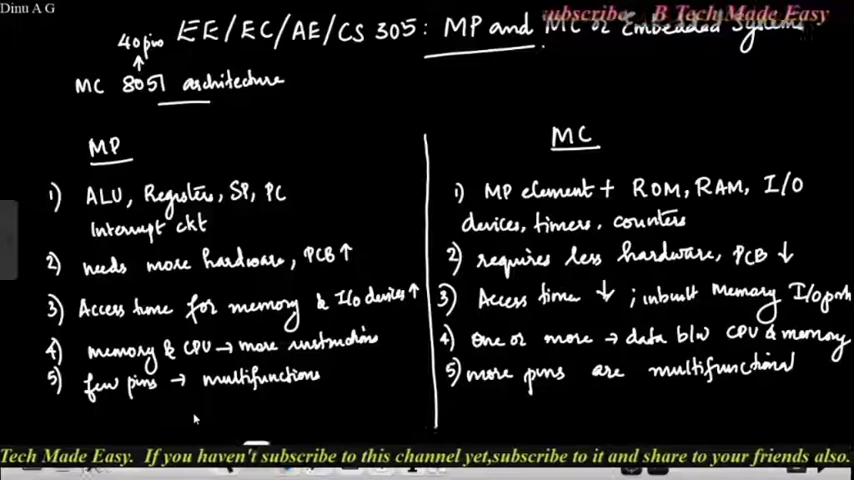 Dinu A G
subscribe B Tech Made Easy
EE/EC/AE/CS 305: MP and MC or Embedded Systems
40 pin
↑
MC 8051 architecture
MP
1) ALU, Registers, SP, PC
Interrupt ckt
2) needs more hardware, PCB ↑
3) Access time for memory & I/o devices ↑
4) memory & CPU → more instructions
5) few pins → multifunctions
MC
1) MP element + ROM, RAM, I/O
devices, timers, counters
2) requires less hardware, PCB ↓
3) Access time ↓ ; inbuilt Memory I/o ports
4) one or more → data b/w CPU & memory
5) more pins are multifunctional
Tech Made Easy. If you haven't subscribe to this channel yet,subscribe to it and share to your friends also.